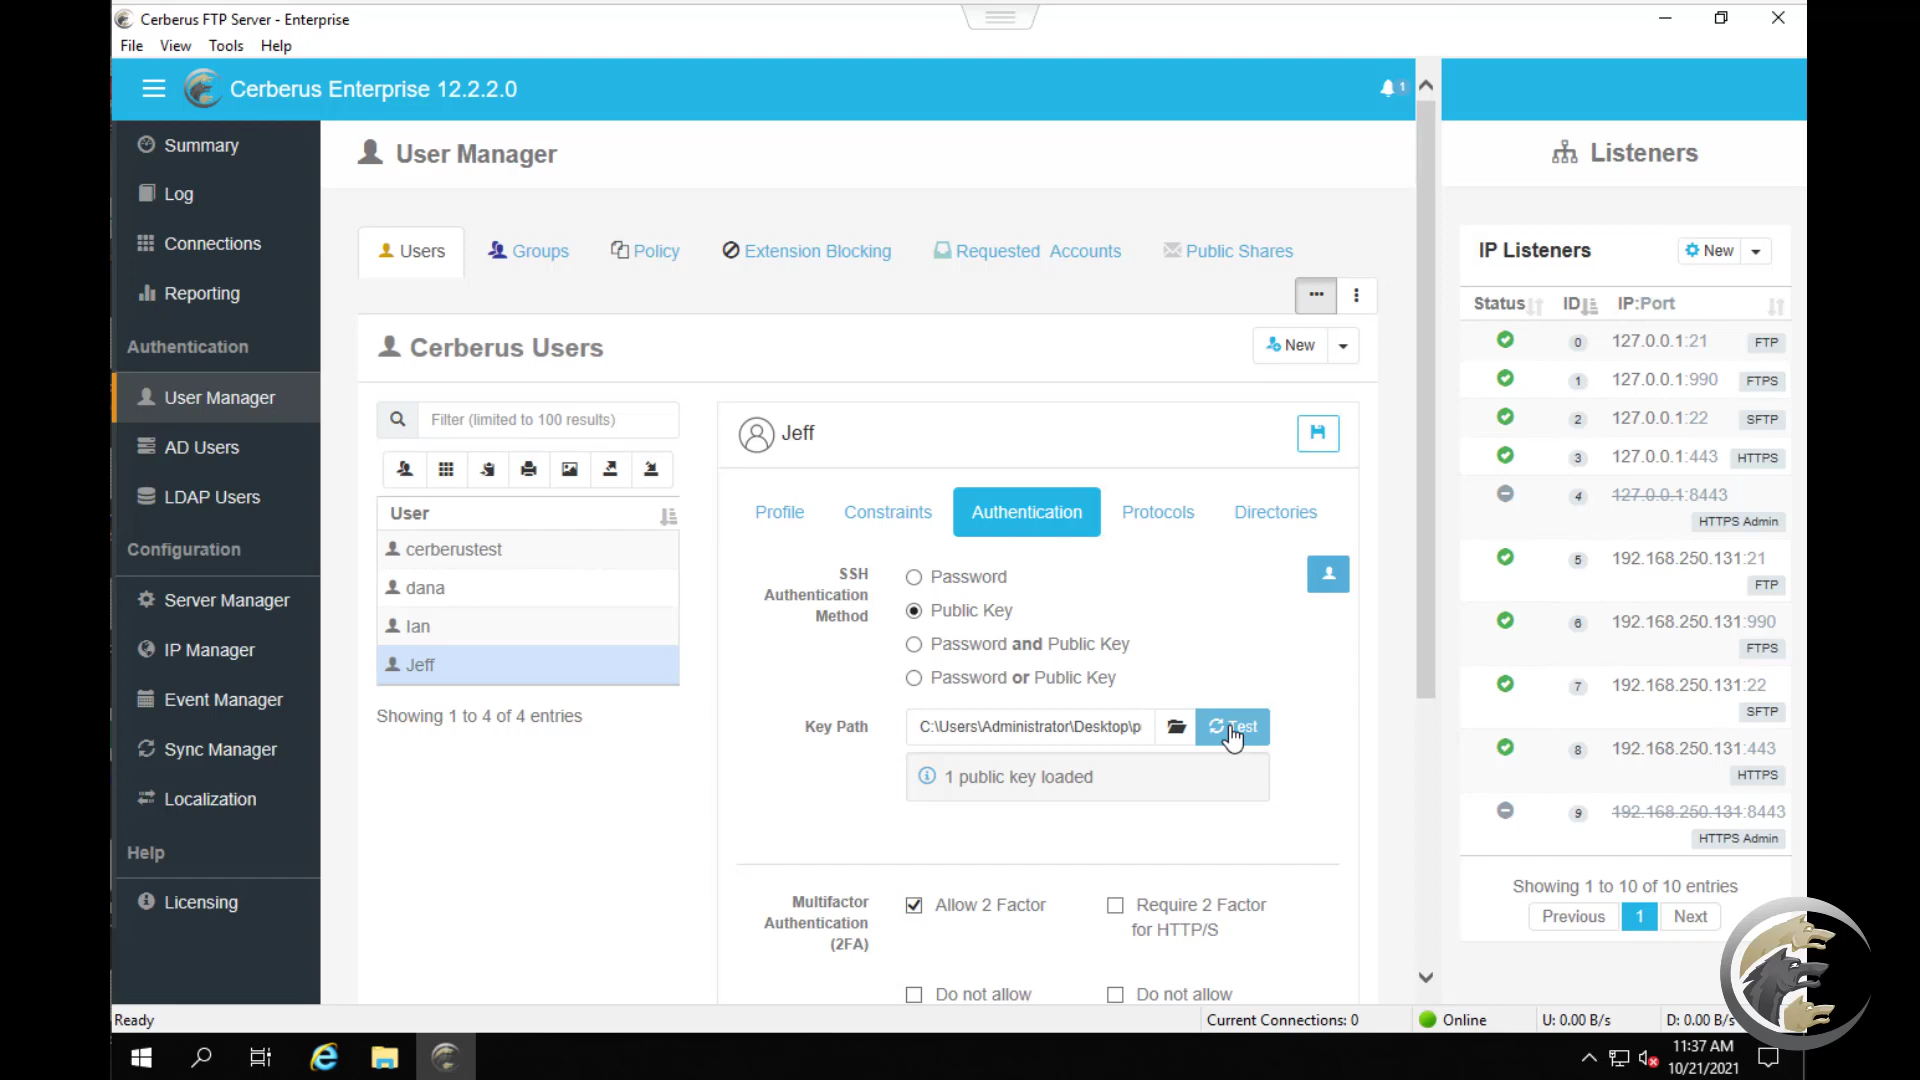 Cerberus FTP Server - Enterprise
File View Tools Help
Cerberus Enterprise 12.2.2.0
1
Summary
Log
Connections
Reporting
Authentication
User Manager
AD Users
LDAP Users
Configuration
Server Manager
IP Manager
Event Manager
Sync Manager
Localization
Help
Licensing
User Manager
Users Groups Policy Extension Blocking Requested Accounts Public Shares
Cerberus Users
New
Filter (limited to 100 results)
User
cerberustest
dana
Ian
Jeff
Showing 1 to 4 of 4 entries
Jeff
Profile Constraints Authentication Protocols Directories
SSH
Authentication
Method
Password
Public Key
Password and Public Key
Password or Public Key
Key Path
C:\Users\Administrator\Desktop\p
Test
1 public key loaded
Multifactor
Authentication
(2FA)
Allow 2 Factor
Require 2 Factor
for HTTP/S
Do not allow
Do not allow
Listeners
IP Listeners
New
Status ID IP:Port
0 127.0.0.1:21 FTP
1 127.0.0.1:990 FTPS
2 127.0.0.1:22 SFTP
3 127.0.0.1:443 HTTPS
4 127.0.0.1:8443
HTTPS Admin
5 192.168.250.131:21
FTP
6 192.168.250.131:990
FTPS
7 192.168.250.131:22
SFTP
8 192.168.250.131:443
HTTPS
9 192.168.250.131:8443
HTTPS Admin
Showing 1 to 10 of 10 entries
Previous 1 Next
Ready
Current Connections: 0
Online
U: 0.00 B/s
D: 0.00 B/s
11:37 AM
10/21/2021